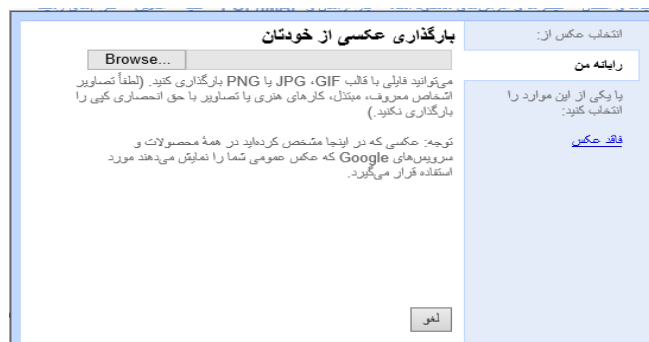 انتخاب عکس از:
رایانه من
یا یکی از این موارد را
انتخاب کنید:
فاقد عکس
بارگذاری عکسی از خودتان
Browse...
می‌توانید فایلی با قالب JPG ،GIF یا PNG بارگذاری کنید. (لطفاً تصاویر
اشخاص معروف، مبتذل، کارهای هنری یا تصاویر با حق انحصاری کپی را
بارگذاری نکنید.)
توجه: عکسی که در اینجا مشخص کرده‌اید در همهٔ محصولات و
سرویس‌های Google که عکس عمومی شما را نمایش می‌دهند مورد
استفاده قرار می‌گیرد.
لغو